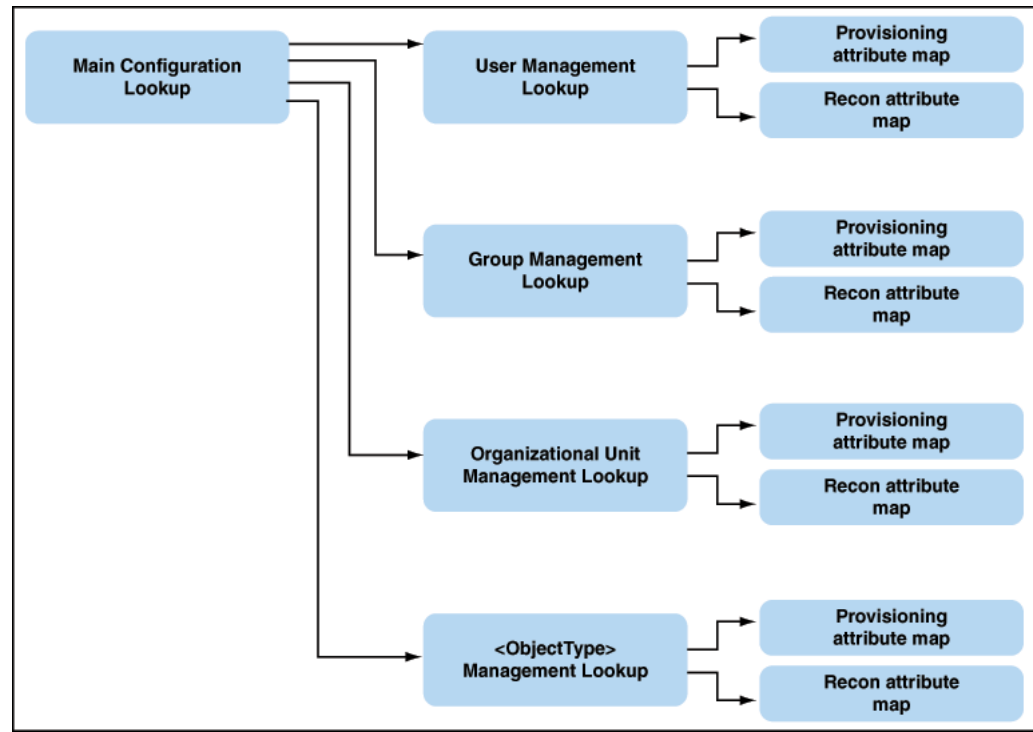 Main Configuration
Lookup
User Management
Lookup
Provisioning
attribute map
Recon attribute
map
Group Management
Lookup
Provisioning
attribute map
Recon attribute
map
Organizational Unit
Management Lookup
Provisioning
attribute map
Recon attribute
map
<ObjectType>
Management Lookup
Provisioning
attribute map
Recon attribute
map